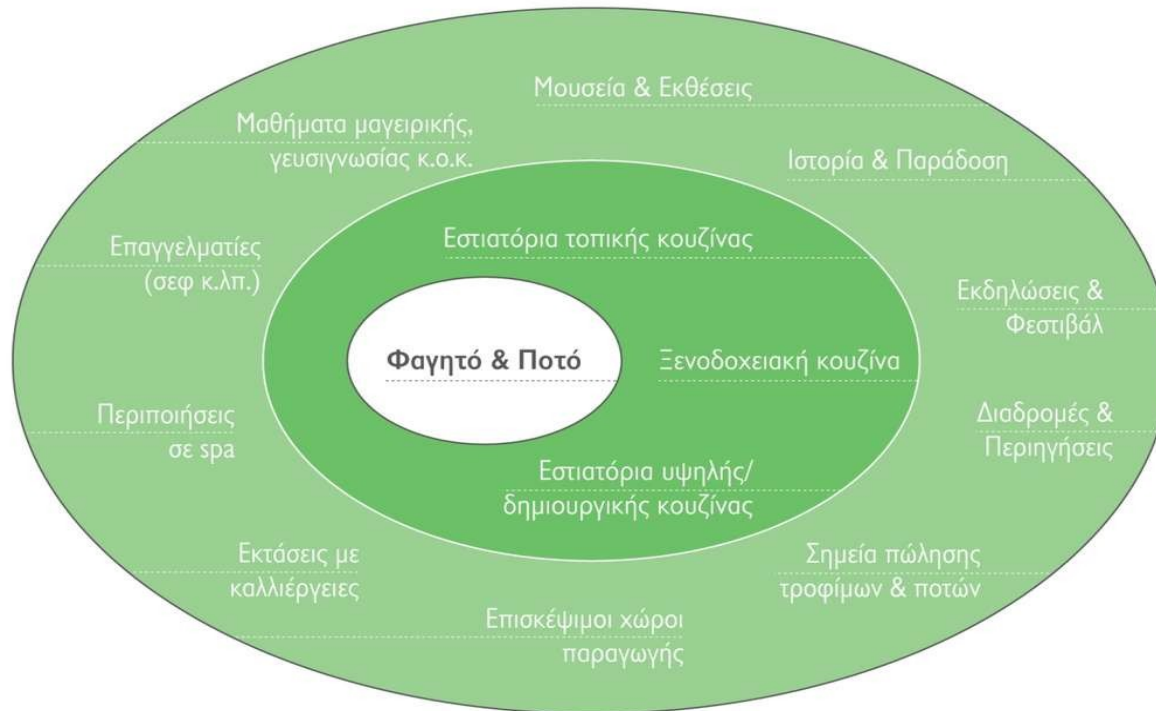 Μουσεία & Εκθέσεις
Μαθήματα μαγειρικής,
γευσιγνωσίας κ.ο.κ.
Ιστορία & Παράδοση
Εστιατόρια τοπικής κουζίνας
Επαγγελματίες
(σεφ κ.λπ.)
Εκδηλώσεις &
Φεστιβάλ
Φαγητό & Ποτό
Ξενοδοχειακή κουζίνα
Περιποιήσεις
σε spa
Διαδρομές &
Περιηγήσεις
Εστιατόρια υψηλής/
δημιουργικής κουζίνας
Εκτάσεις με
καλλιέργειες
Σημεία πώλησης
τροφίμων & ποτών
Επισκέψιμοι χώροι
παραγωγής